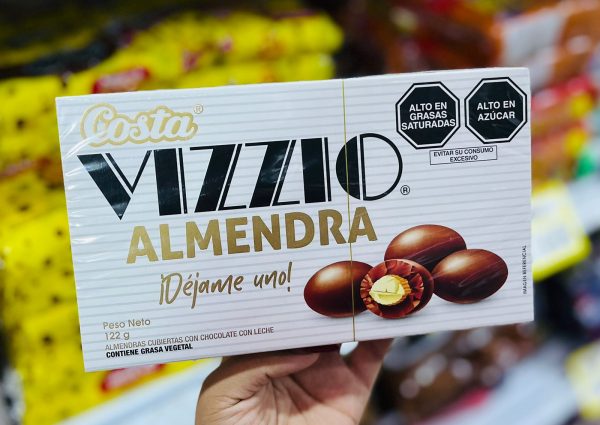 Costa®
VIZZIO®
ALMENDRA
¡Déjame uno!
Peso Neto
122 g
ALMENDRAS CUBIERTAS CON CHOCOLATE CON LECHE
CONTIENE GRASA VEGETAL
ALTO EN
GRASAS
SATURADAS
ALTO EN
AZÚCAR
EVITAR SU CONSUMO
EXCESIVO
IMAGEN REFERENCIAL